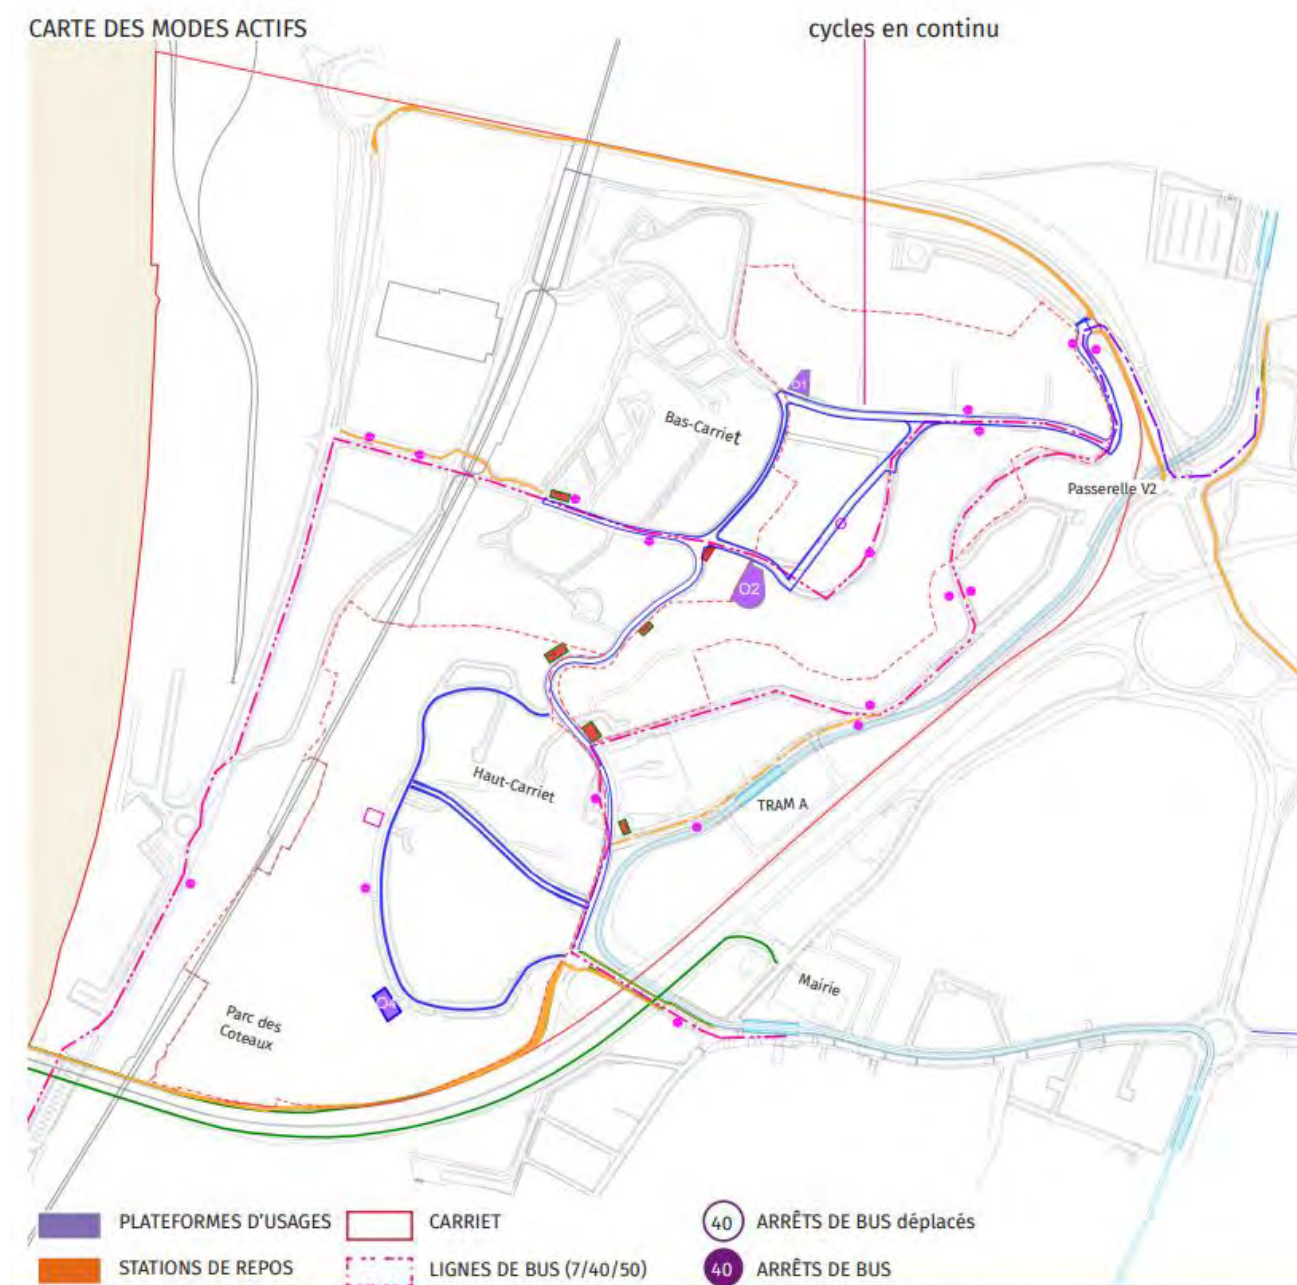 CARTE DES MODES ACTIFS
cycles en continu
O1
Bas-Carriet
Passerelle V2
O2
Haut-Carriet
TRAM A
Mairie
Parc des
Coteaux
PLATEFORMES D'USAGES
CARRIET
40
ARRÊTS DE BUS déplacés
STATIONS DE REPOS
LIGNES DE BUS (7/40/50)
40
ARRÊTS DE BUS